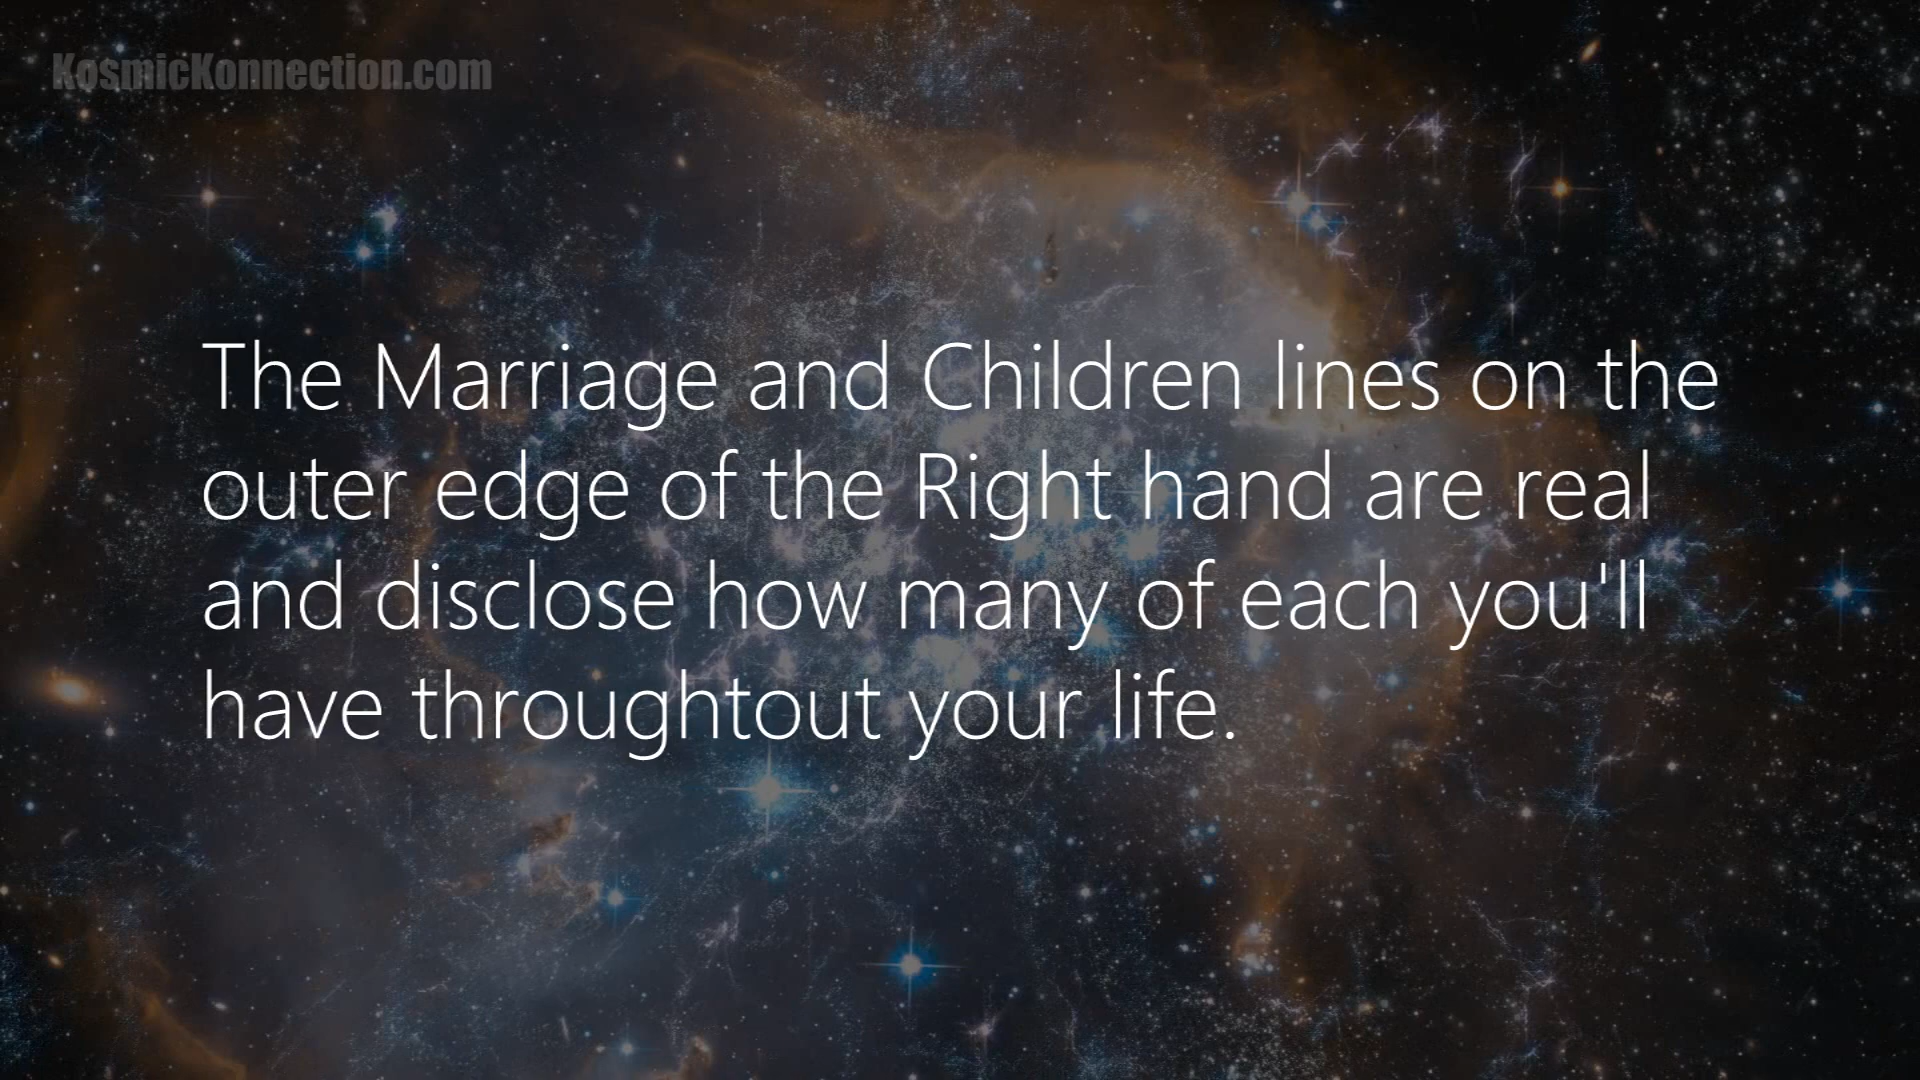 KosmicKonnection.com
The Marriage and Children lines on the
outer edge of the Right hand are real
and disclose how many of each you'll
have throughtout your life.